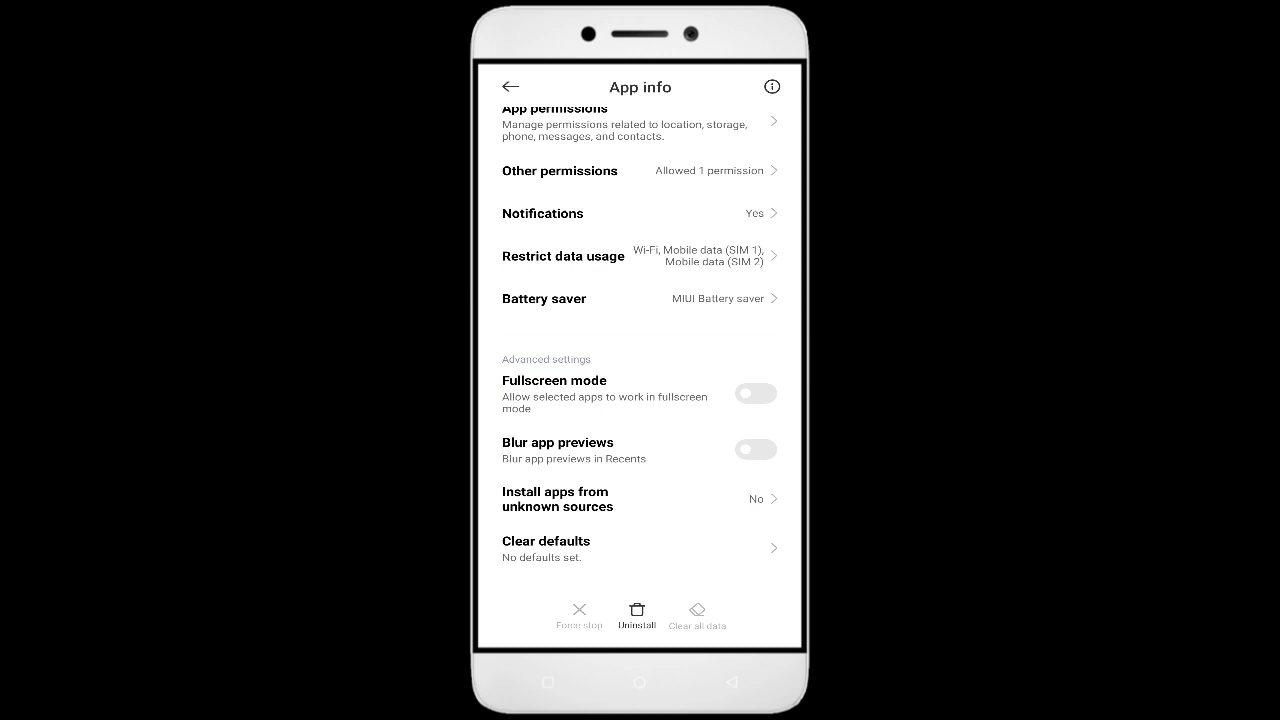 App info
App permissions
Manage permissions related to location, storage,
phone, messages, and contacts.
Other permissions
Allowed 1 permission
Notifications
Yes
Restrict data usage
Wi-Fi, Mobile data (SIM 1),
Mobile data (SIM 2)
Battery saver
MIUI Battery saver
Advanced settings
Fullscreen mode
Allow selected apps to work in fullscreen
mode
Blur app previews
Blur app previews in Recents
Install apps from
unknown sources
No
Clear defaults
No defaults set.
Force stop
Uninstall
Clear all data